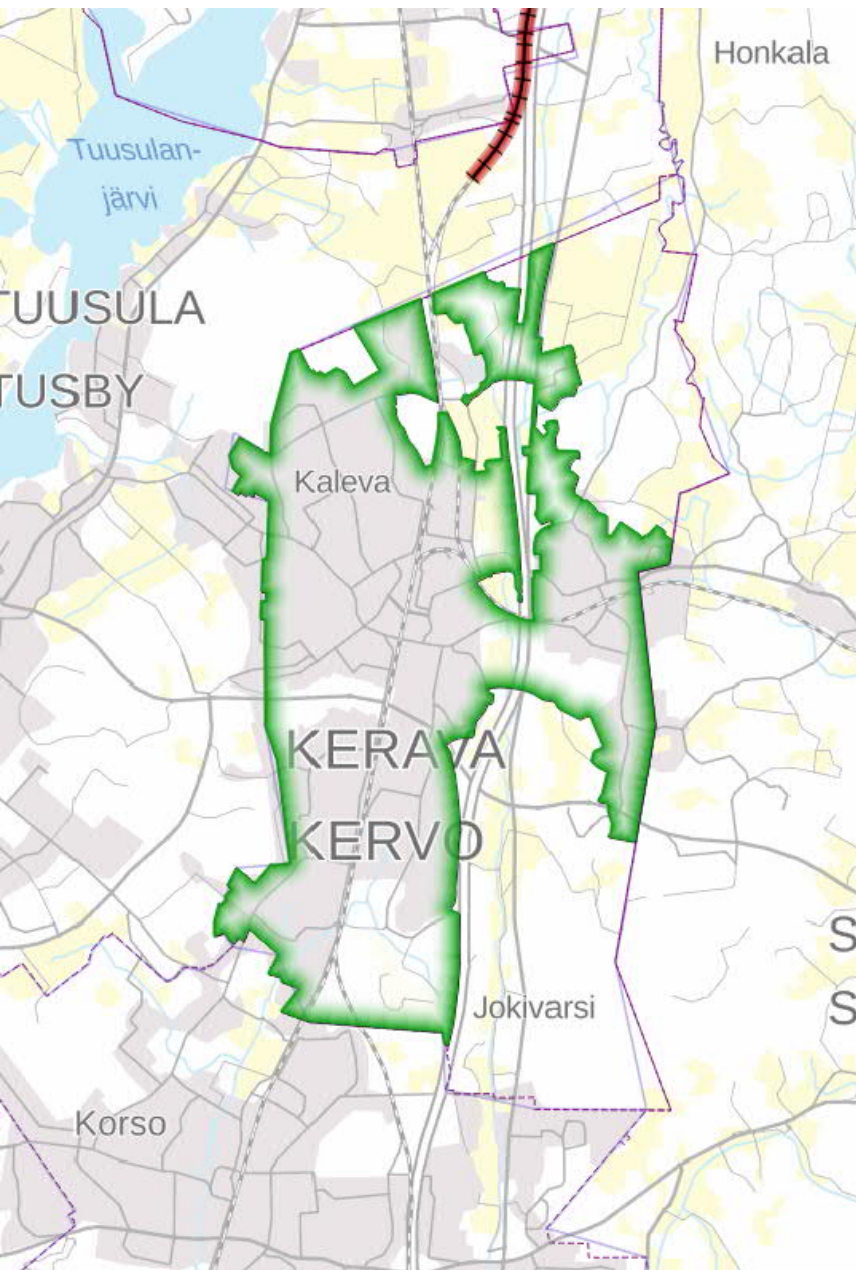 Honkala
Tuusulan-
järvi
TUUSULA
TUSBY
Kaleva
KERAVA
KERVO
S
S
Jokivarsi
Korso